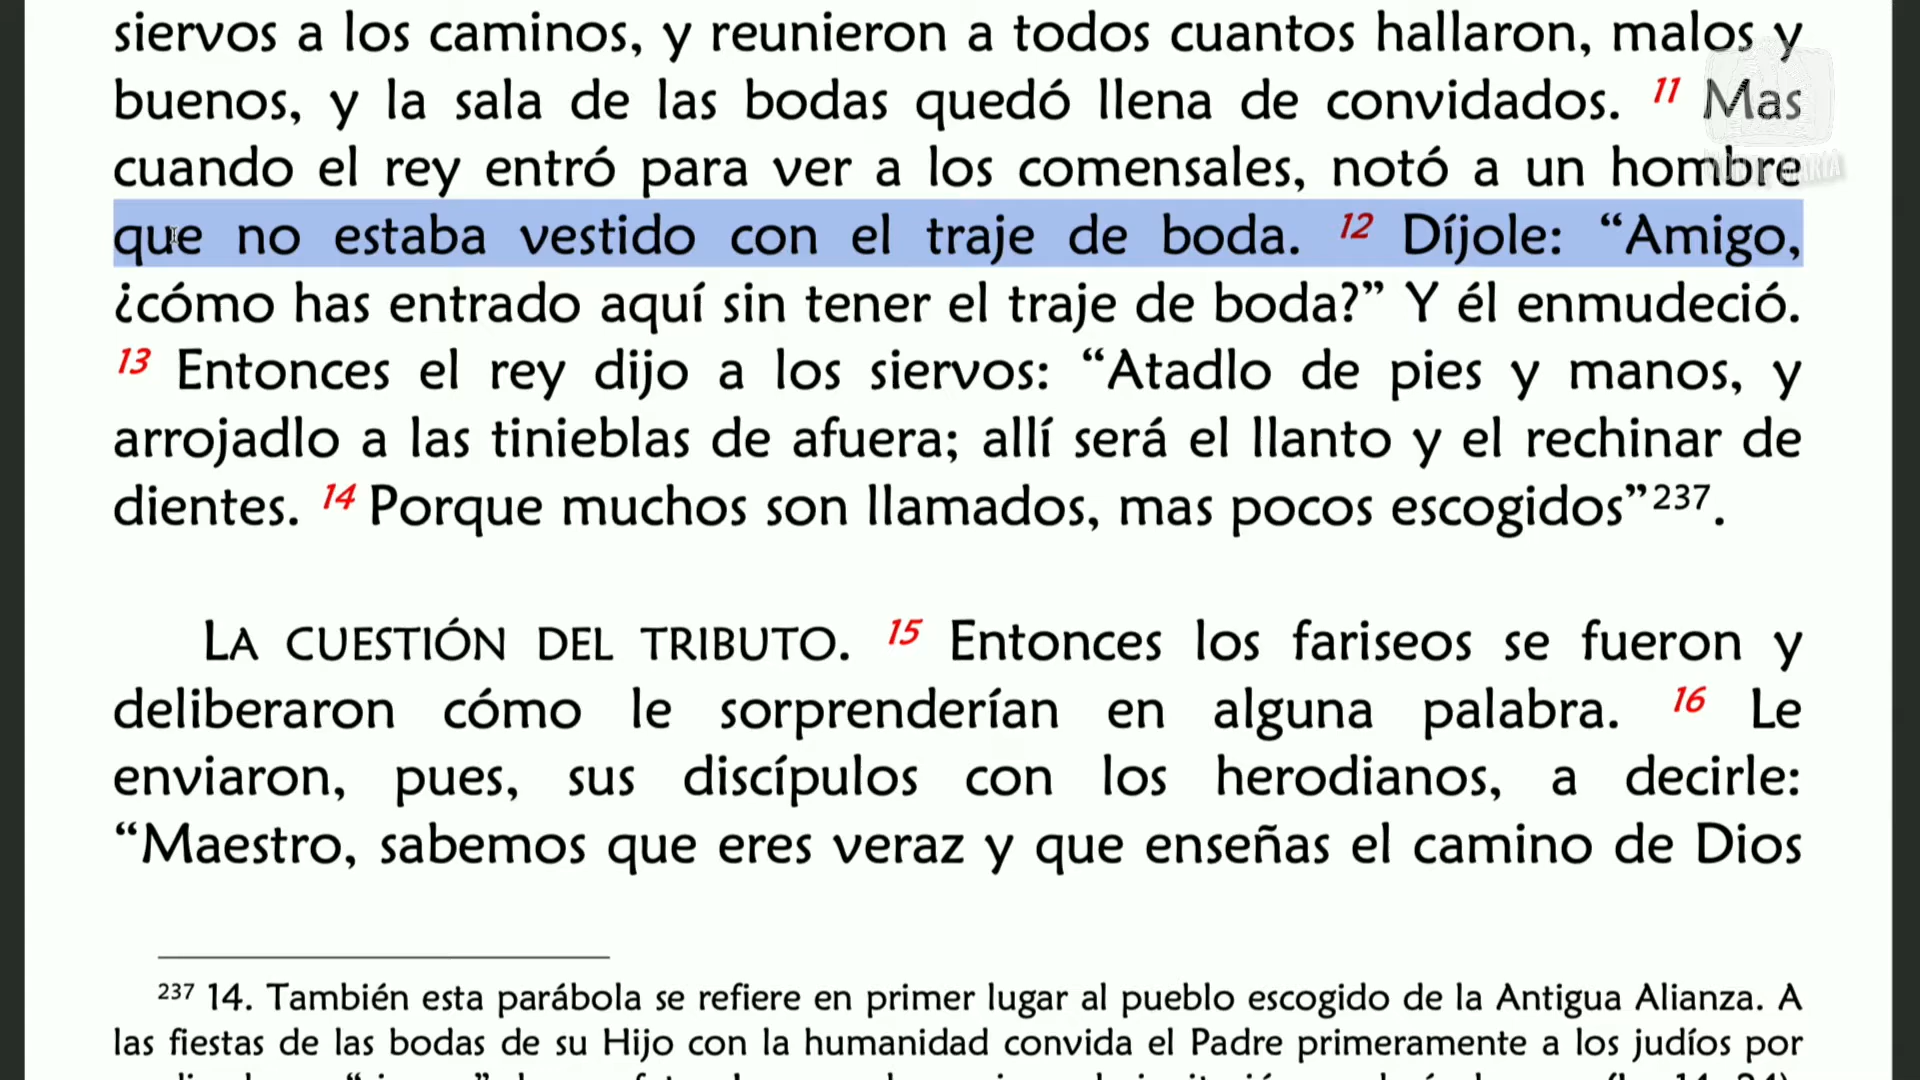 siervos a los caminos, y reunieron a todos cuantos hallaron, malos y
buenos, y la sala de las bodas quedó llena de convidados. 11 Mas
cuando el rey entró para ver a los comensales, notó a un hombre
que no estaba vestido con el traje de boda. 12 Díjole: “Amigo,
¿cómo has entrado aquí sin tener el traje de boda?” Y él enmudeció.
13 Entonces el rey dijo a los siervos: “Atadlo de pies y manos, y
arrojadlo a las tinieblas de afuera; allí será el llanto y el rechinar de
dientes. 14 Porque muchos son llamados, mas pocos escogidos”237.
LA CUESTIÓN DEL TRIBUTO. 15 Entonces los fariseos se fueron y
deliberaron cómo le sorprenderían en alguna palabra. 16 Le
enviaron, pues, sus discípulos con los herodianos, a decirle:
“Maestro, sabemos que eres veraz y que enseñas el camino de Dios
237 14. También esta parábola se refiere en primer lugar al pueblo escogido de la Antigua Alianza. A
las fiestas de las bodas de su Hijo con la humanidad convida el Padre primeramente a los judíos por